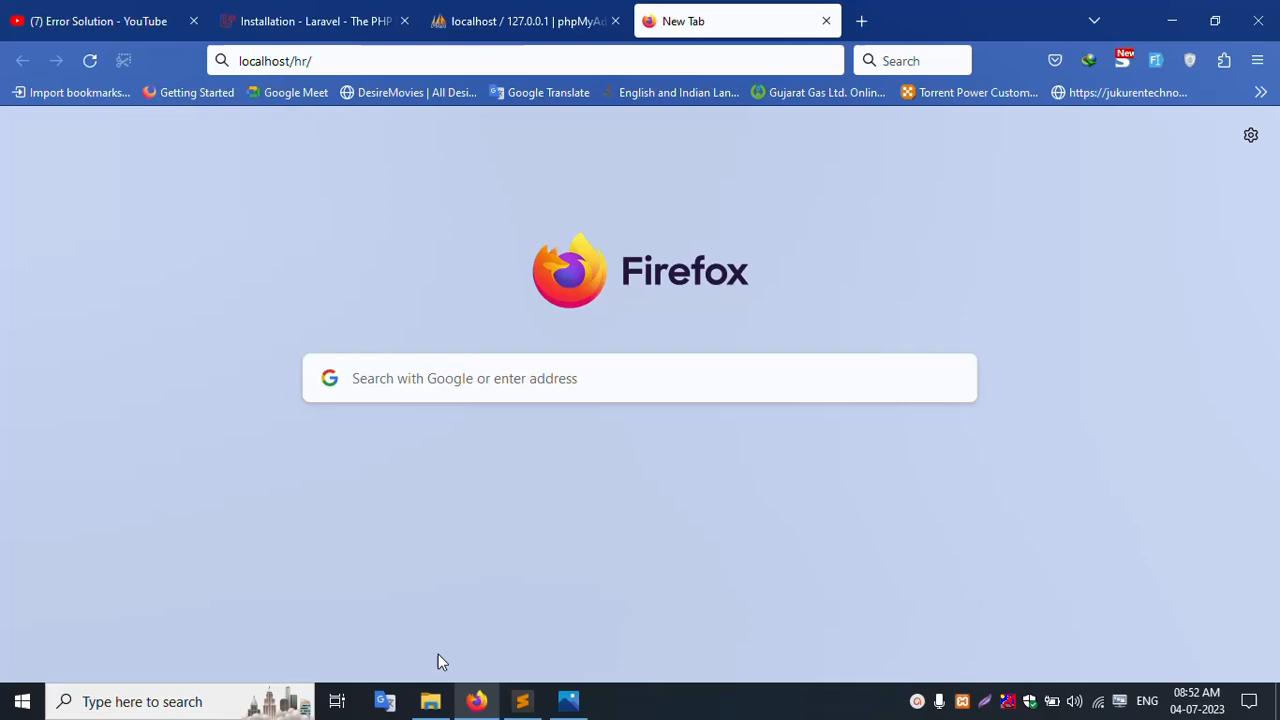 (7) Error Solution - YouTube
Installation - Laravel - The PHP
localhost / 127.0.0.1 | phpMyAd
New Tab
localhost/hr/
Search
New
Import bookmarks...
Getting Started
Google Meet
DesireMovies | All Desi...
Google Translate
English and Indian Lan...
Gujarat Gas Ltd. Onlin...
Torrent Power Custom...
https://jukurentechno...
Firefox
Search with Google or enter address
Type here to search
ENG
08:52 AM
04-07-2023